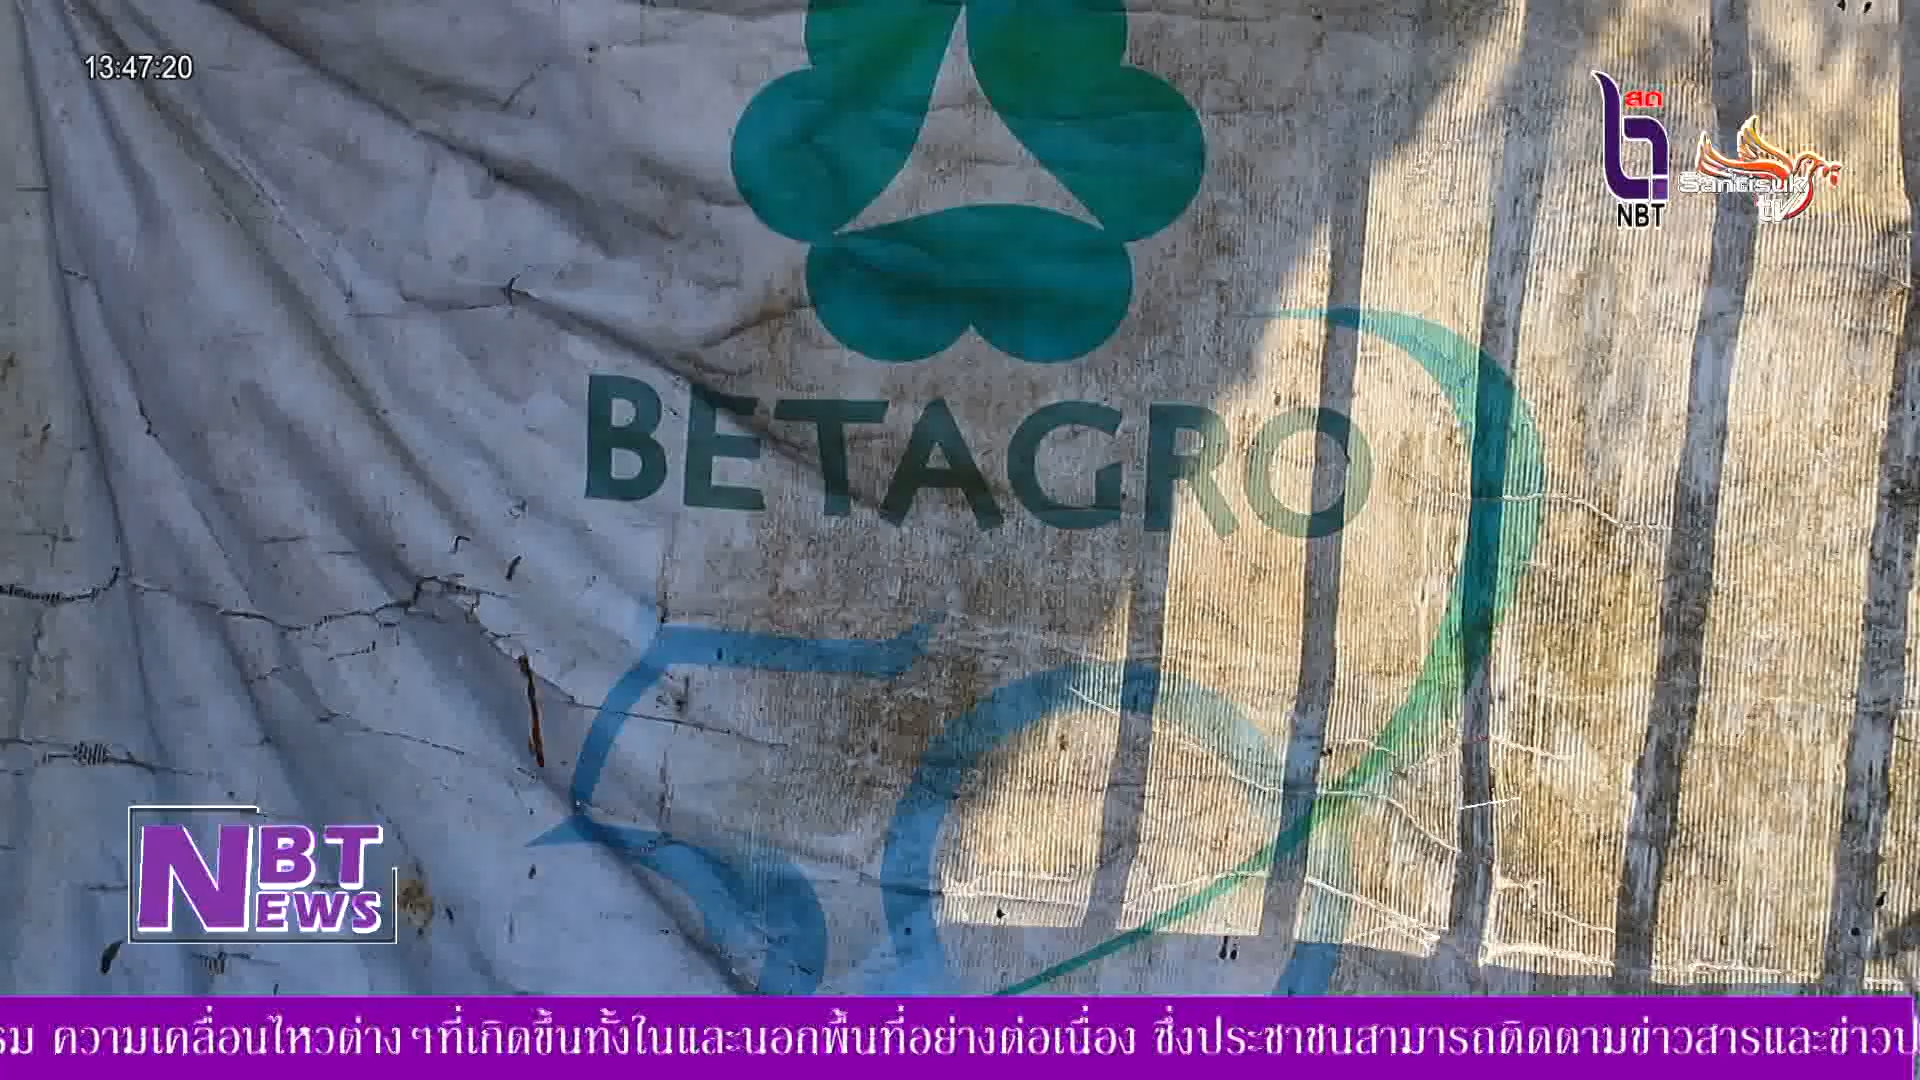 13:47:20
สด
NBT
Santisuk
tv
BETAGRO
50
NBT
NEWS
ความเคลื่อนไหวต่างๆที่เกิดขึ้นทั้งในและนอกพื้นที่อย่างต่อเนื่อง ซึ่งประชาชนสามารถติดตามข่าวสารและข่าวป